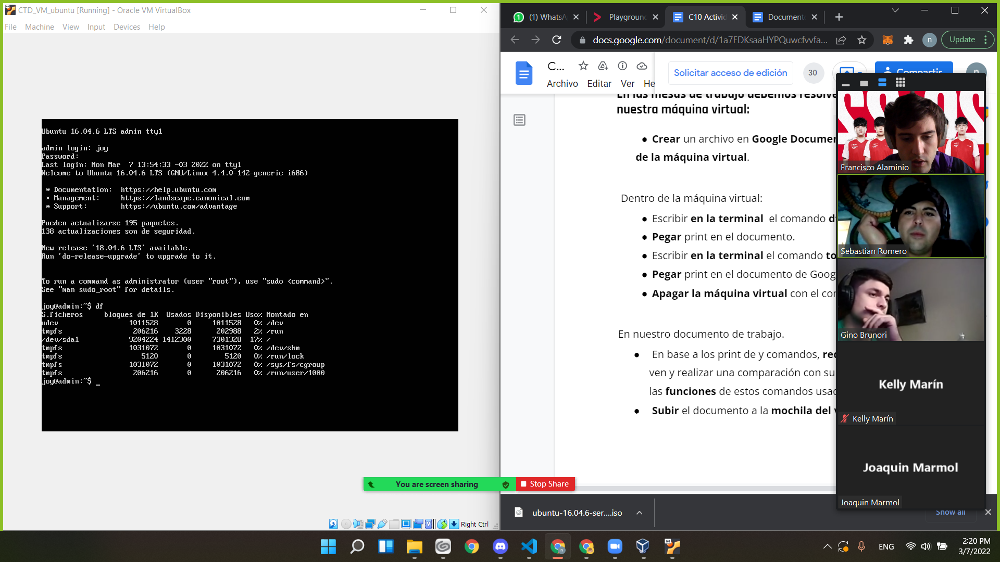 CTD_VM_ubuntu [Running] - Oracle VM VirtualBox
File Machine View Input Devices Help
Ubuntu 16.04.6 LTS admin tty1
admin login: joy
Password:
Last login: Mon Mar  7 13:54:33 -03 2022 on tty1
Welcome to Ubuntu 16.04.6 LTS (GNU/Linux 4.4.0-142-generic i686)
* Documentation:  https://help.ubuntu.com
* Management:     https://landscape.canonical.com
* Support:        https://ubuntu.com/advantage
Pueden actualizarse 195 paquetes.
138 actualizaciones son de seguridad.
New release '18.04.6 LTS' available.
Run 'do-release-upgrade' to upgrade to it.
To run a command as administrator (user "root"), use "sudo <command>".
See "man sudo_root" for details.
joy@admin:~$ df
S.ficheros     bloques de 1K  Usados Disponibles Uso% Montado en
udev                 1011528       0     1011528   0% /dev
tmpfs                 206216    3228      202988   2% /run
/dev/sda1            9204224 1412300     7301328  17% /
tmpfs                1031072       0     1031072   0% /dev/shm
tmpfs                   5120       0        5120   0% /run/lock
tmpfs                1031072       0     1031072   0% /sys/fs/cgroup
tmpfs                 206216       0      206216   0% /run/user/1000
joy@admin:~$ _
Right Ctrl
(1) WhatsA
Playground
C10 Activid
Documento
docs.google.com/document/d/1a7FDKsaaHYPQuwcfvvfa...
n
Update
C...
Solicitar acceso de edición
30
Compartir
Archivo Editar Ver He
En las mesas de trabajo debemos resolve
nuestra máquina virtual:
● Crear un archivo en Google Documen
de la máquina virtual.
Dentro de la máquina virtual:
● Escribir en la terminal  el comando d
● Pegar print en el documento.
● Escribir en la terminal el comando to
● Pegar print en el documento de Goog
● Apagar la máquina virtual con el co
En nuestro documento de trabajo.
● En base a los print de y comandos, re
ven y realizar una comparación con su
las funciones de estos comandos usad
● Subir el documento a la mochila del v
Francisco Alaminio
Sebastian Romero
Gino Brunori
Kelly Marín
Kelly Marín
Joaquin Marmol
Joaquin Marmol
You are screen sharing
Stop Share
ubuntu-16.04.6-ser....iso
Show all
ENG
2:20 PM
3/7/2022